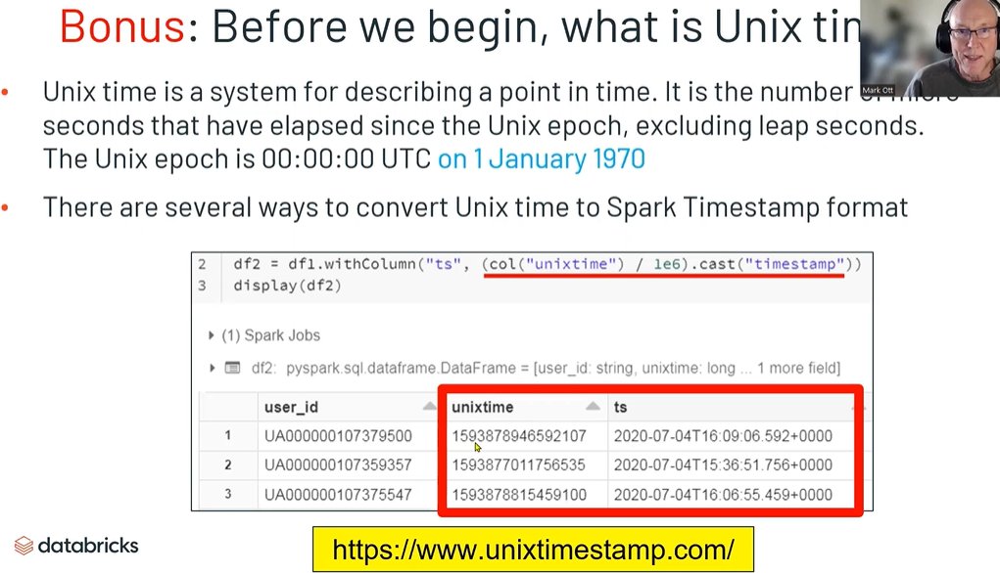 Bonus: Before we begin, what is Unix
Mark Ott
• Unix time is a system for describing a point in time. It is the number
seconds that have elapsed since the Unix epoch, excluding leap seconds.
The Unix epoch is 00:00:00 UTC on 1 January 1970
• There are several ways to convert Unix time to Spark Timestamp format
2 df2 = df1.withColumn("ts", (col("unixtime") / 1e6).cast("timestamp"))
3 display(df2)
(1) Spark Jobs
df2: pyspark.sql.dataframe.DataFrame = [user_id: string, unixtime: long ... 1 more field]
user_id unixtime ts
1 UA000000107379500 1593878946592107 2020-07-04T16:09:06.592+0000
2 UA000000107359357 1593877011756535 2020-07-04T15:36:51.756+0000
3 UA000000107375547 1593878815459100 2020-07-04T16:06:55.459+0000
databricks
https://www.unixtimestamp.com/